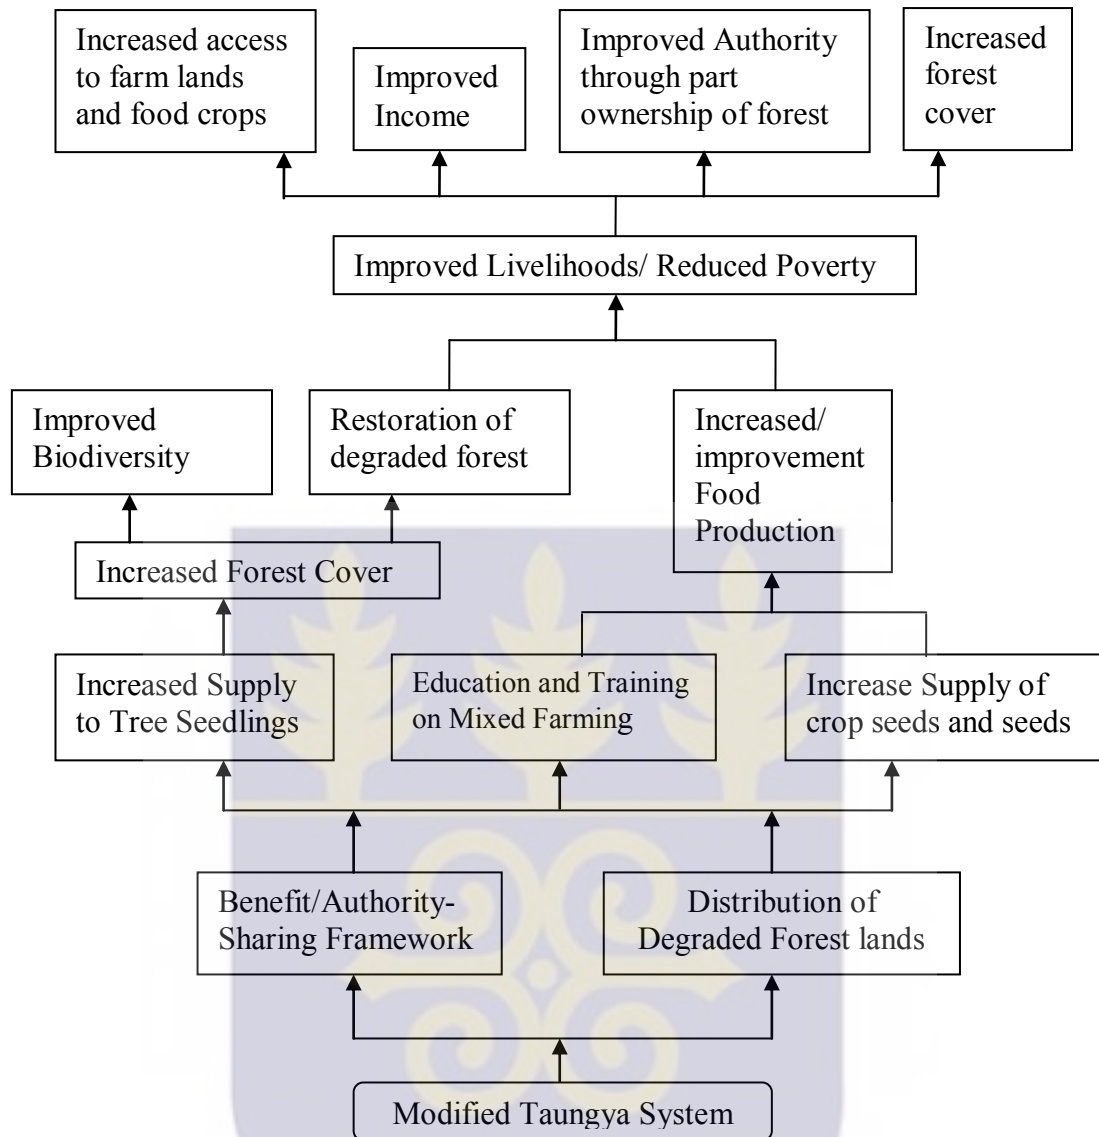 Increased access
to farm lands
and food crops
Improved
Income
Improved Authority
through part
ownership of forest
Increased
forest
cover
Improved Livelihoods/ Reduced Poverty
Improved
Biodiversity
Restoration of
degraded forest
Increased/
improvement
Food
Production
Increased Forest Cover
Increased Supply
to Tree Seedlings
Education and Training
on Mixed Farming
Increase Supply of
crop seeds and seeds
Benefit/Authority-
Sharing Framework
Distribution of
Degraded Forest lands
Modified Taungya System